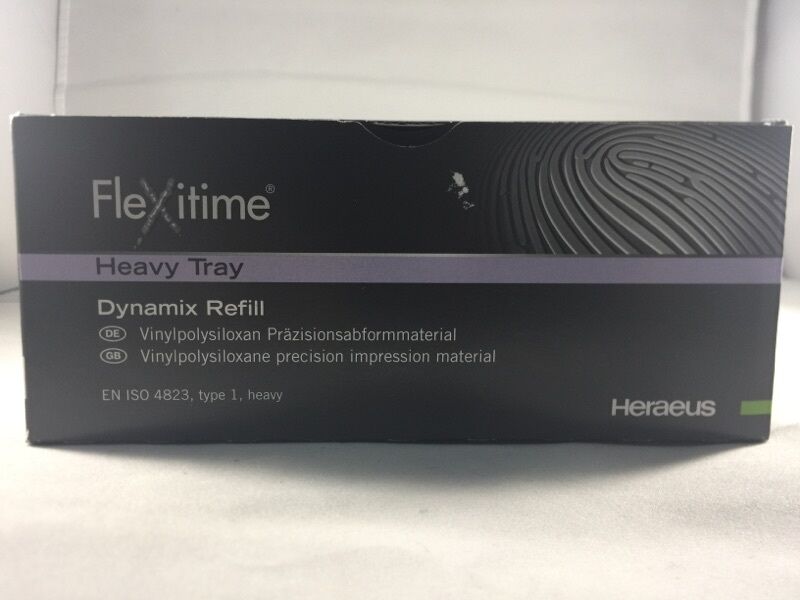 Flexitime®
Heavy Tray
Dynamix Refill
DE Vinylpolysiloxan Präzisionsabformmaterial
GB Vinylpolysiloxane precision impression material
EN ISO 4823, type 1, heavy
Heraeus